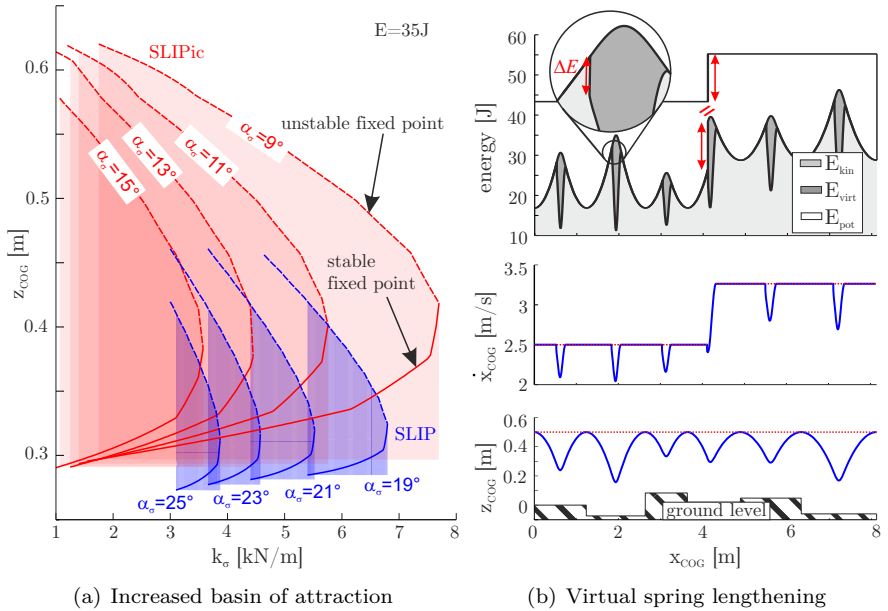 E=35J
SLIPic
0.6
0.5
0.4
0.3
z_COG [m]
α_σ=15°
α_σ=13°
α_σ=11°
α_σ=9°
unstable fixed point
stable
fixed point
SLIP
α_σ=25°
α_σ=23°
α_σ=21°
α_σ=19°
1 2 3 4 5 6 7 8
k_σ [kN/m]
(a) Increased basin of attraction
60
50
40
30
20
10
energy [J]
ΔE
E_kin
E_virt
E_pot
3.5
2.5
1
ẋ_COG [m/s]
0.6
0.4
0.2
0
z_COG [m]
ground level
0 2 4 6 8
x_COG [m]
(b) Virtual spring lengthening